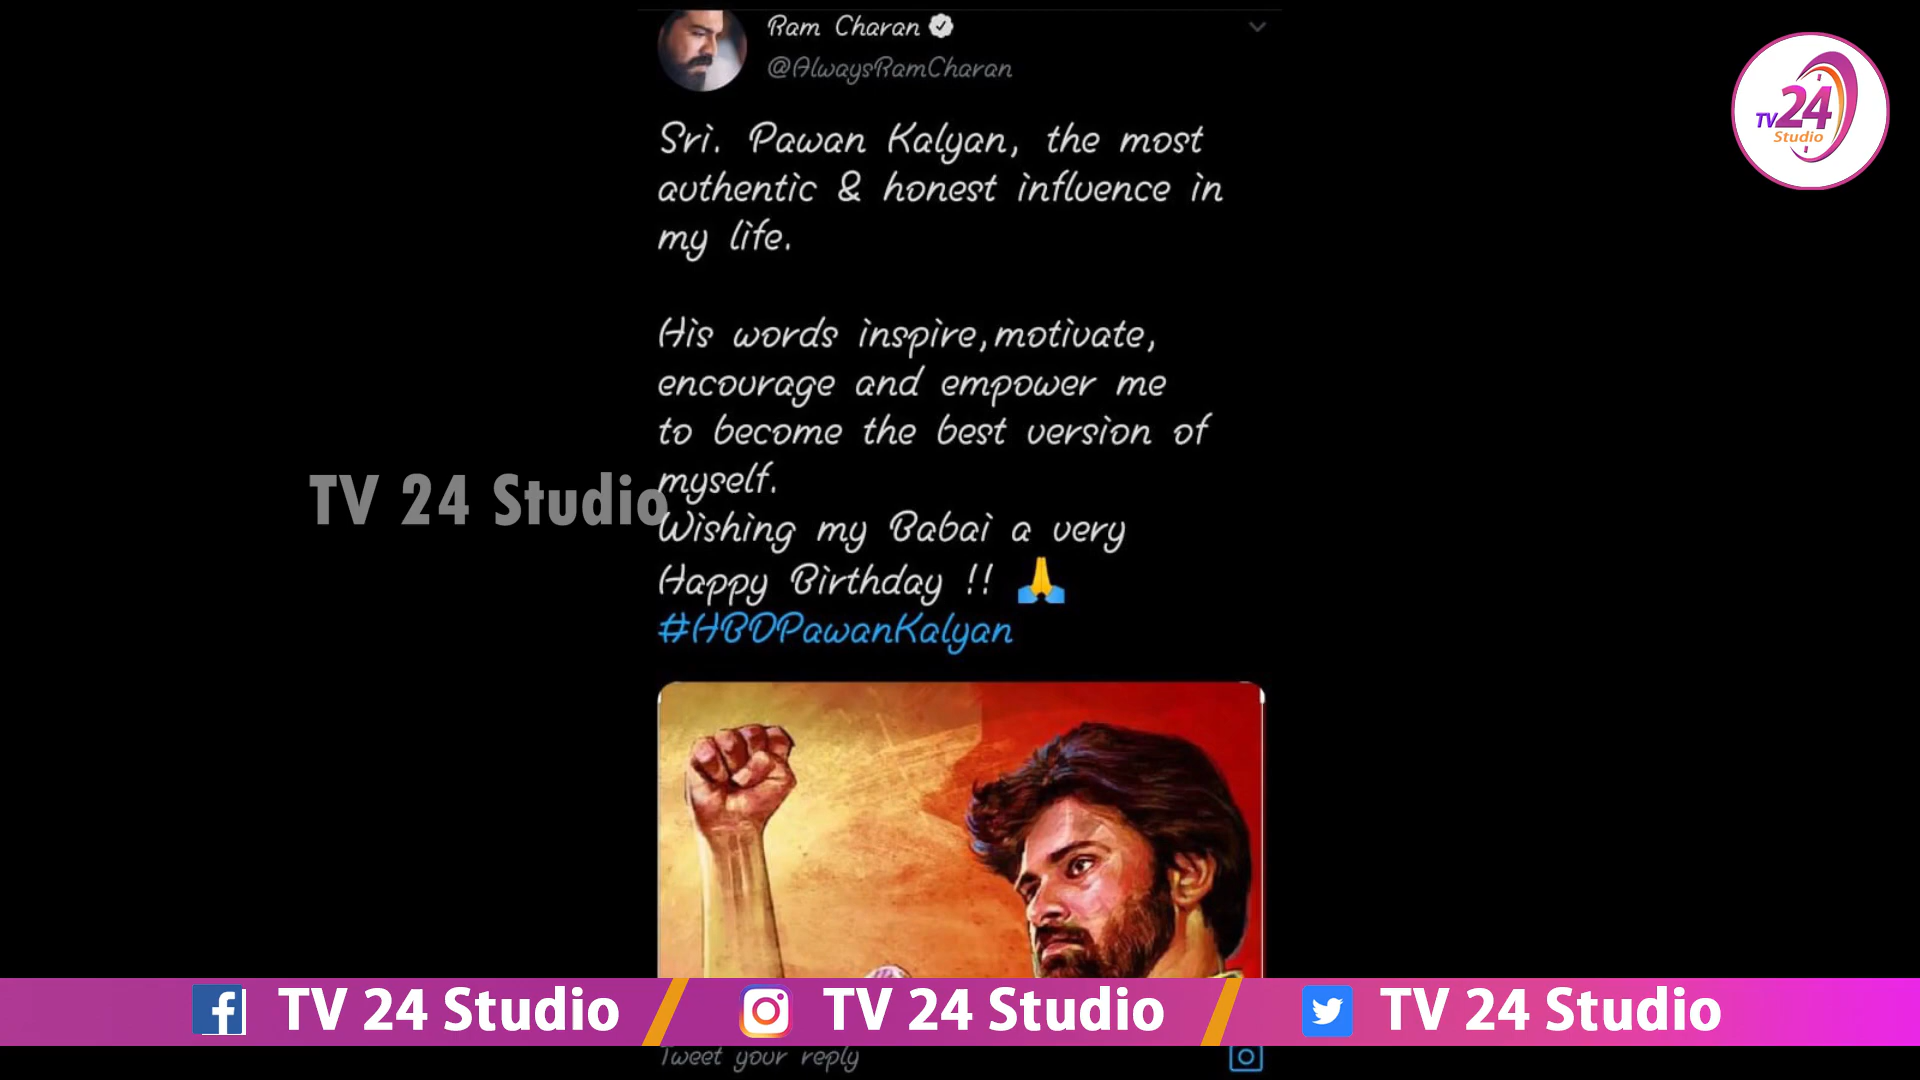 Ram Charan
@AlwaysRamCharan
Sri. Pawan Kalyan, the most
authentic & honest influence in
my life.
His words inspire,motivate,
encourage and empower me
to become the best version of
myself.
Wishing my Babai a very
Happy Birthday !! 🙏
#HBDPawanKalyan
TV 24 Studio
TV 24 Studio
TV 24 Studio
TV 24 Studio
TV 24 Studio
Tweet your reply